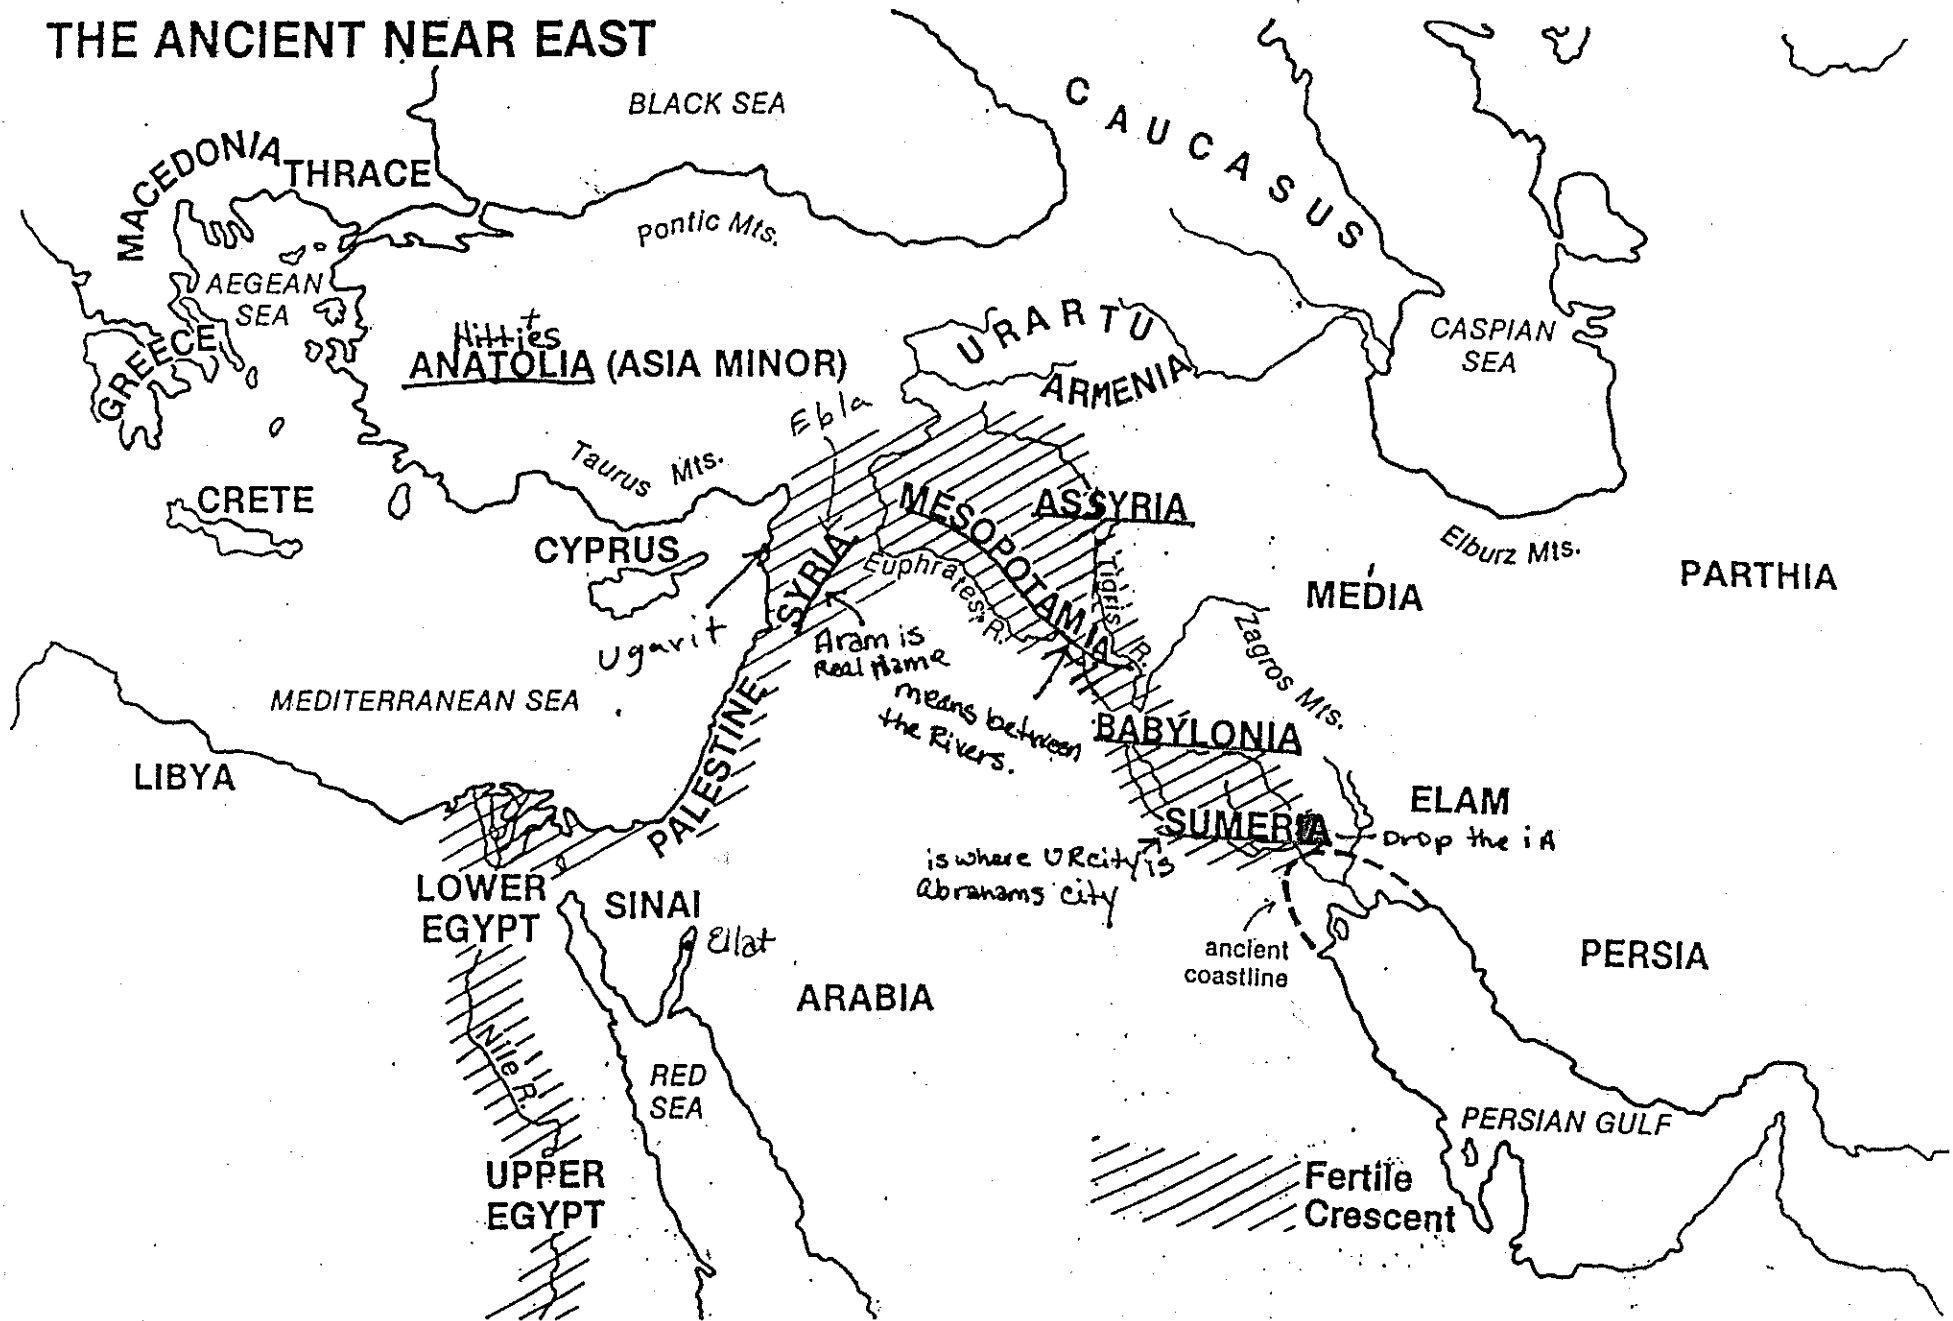 THE ANCIENT NEAR EAST
BLACK SEA
CAUCASUS
MACEDONIA
THRACE
Pontic Mts.
AEGEAN
SEA
GREECE
Hitties
t
ANATOLIA (ASIA MINOR)
URARTU
ARMENIA
CASPIAN
SEA
Ebla
Taurus Mts.
CRETE
CYPRUS
MESOPOTAMIA
ASSYRIA
Elburz Mts.
PARTHIA
MEDIA
SYRIA
Euphrates R.
Tigris R.
Zagros Mts.
Ugarit
Aram is
Real Name
means between
the Rivers.
MEDITERRANEAN SEA
PALESTINE
BABYLONIA
LIBYA
ELAM
SUMERIA
Drop the iA
is where UR city is
Abrahams city
LOWER
EGYPT
SINAI
Ellat
ancient
coastline
PERSIA
ARABIA
Nile R.
RED
SEA
PERSIAN GULF
UPPER
EGYPT
Fertile
Crescent